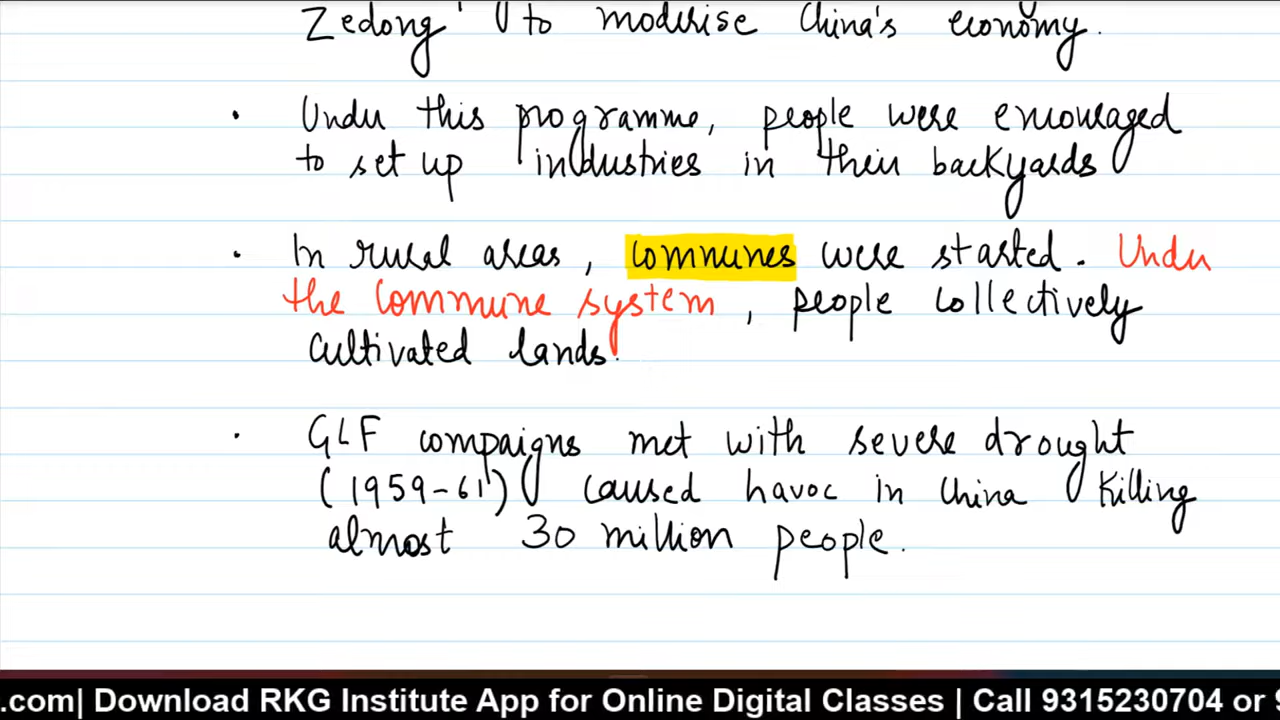 Zedong' to moderise China's economy.
• Under this programme, people were encouraged
to set up industries in their backyards
• In rural areas, communes were started. Under
the commune system, people collectively
cultivated lands.
• GLF compaigns met with severe drought
(1959-61) caused havoc in China Killing
almost 30 million people.
.com| Download RKG Institute App for Online Digital Classes | Call 9315230704 or